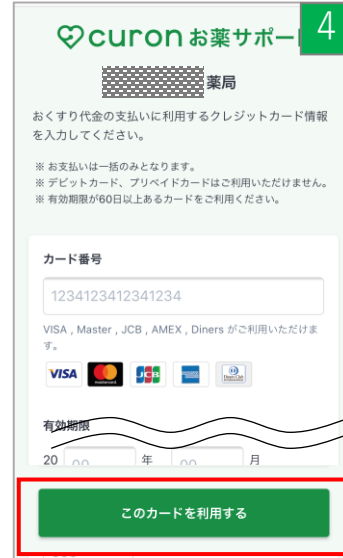 curon お薬サポー
4
薬局
おくすり代金の支払いに利用するクレジットカード情報
を入力してください。
※ お支払いは一括のみとなります。
※ デビットカード、プリペイドカードはご利用いただけません。
※ 有効期限が60日以上あるカードをご利用ください。
カード番号
1234123412341234
VISA , Master , JCB , AMEX , Diners がご利用いただけま
す。
VISA mastercard JCB
有効期限
20 00 年 00 月
このカードを利用する